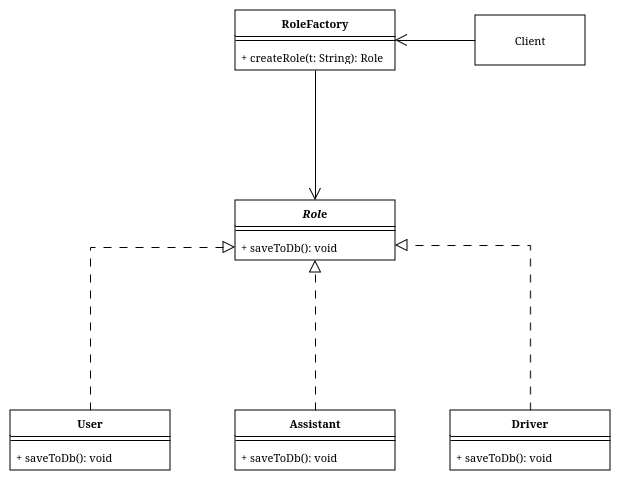 RoleFactory
+ createRole(t: String): Role
Client
Role
+ saveToDb(): void
User
+ saveToDb(): void
Assistant
+ saveToDb(): void
Driver
+ saveToDb(): void